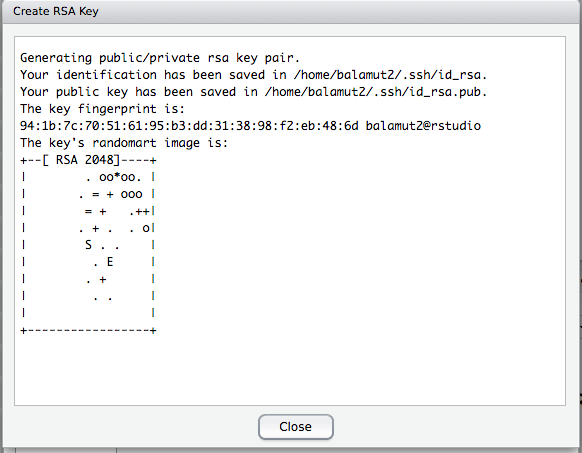 Create RSA Key
Generating public/private rsa key pair.
Your identification has been saved in /home/balamut2/.ssh/id_rsa.
Your public key has been saved in /home/balamut2/.ssh/id_rsa.pub.
The key fingerprint is:
94:1b:7c:70:51:61:95:b3:dd:31:38:98:f2:eb:48:6d balamut2@rstudio
The key's randomart image is:
+--[ RSA 2048]----+
|        . oo*oo. |
|       . = + ooo |
|        = +   .++|
|       . + .  . o|
|        S . .    |
|         . E     |
|        . +      |
|         . .     |
|                 |
+-----------------+
Close